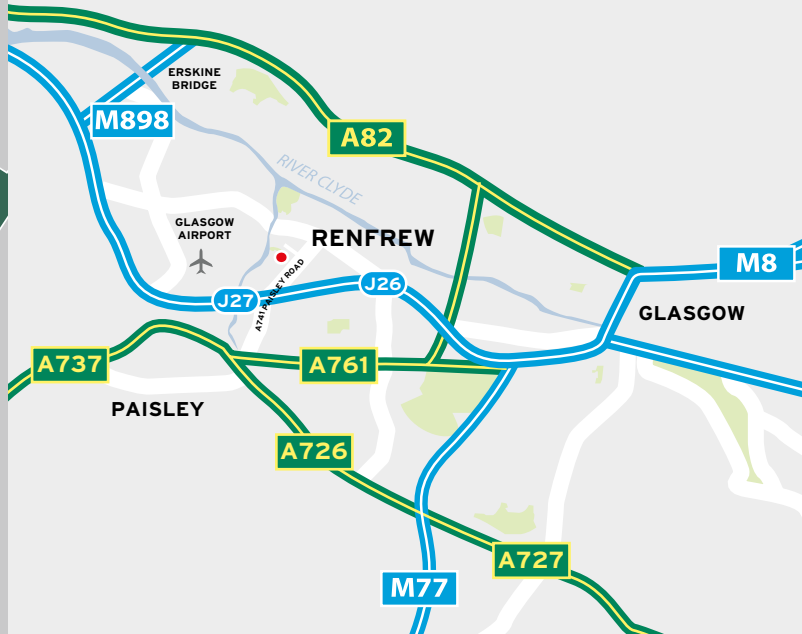 ERSKINE
BRIDGE
M898
A82
RIVER CLYDE
GLASGOW
AIRPORT
RENFREW
M8
J27
A741 PAISLEY ROAD
J26
GLASGOW
A737
A761
PAISLEY
A726
A727
M77